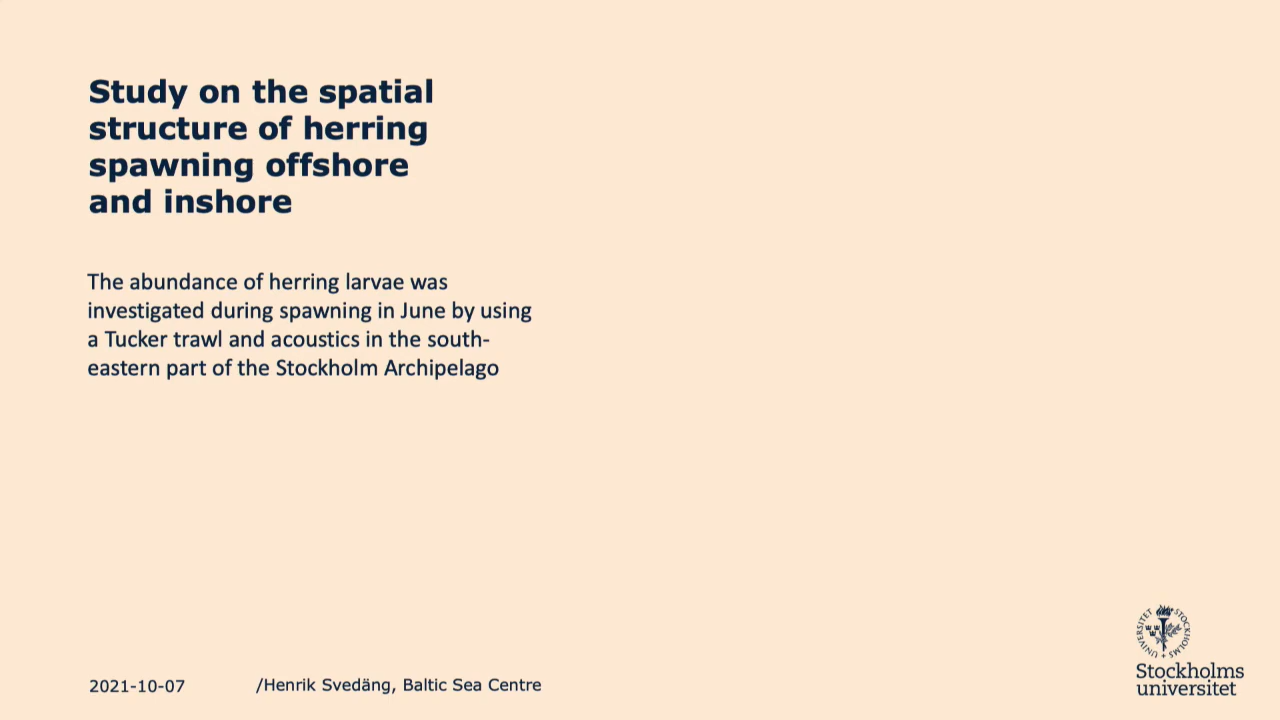 Study on the spatial
structure of herring
spawning offshore
and inshore
The abundance of herring larvae was
investigated during spawning in June by using
a Tucker trawl and acoustics in the south-
eastern part of the Stockholm Archipelago
2021-10-07
/Henrik Svedäng, Baltic Sea Centre
STOCKHOLMS UNIVERSITET
Stockholms
universitet